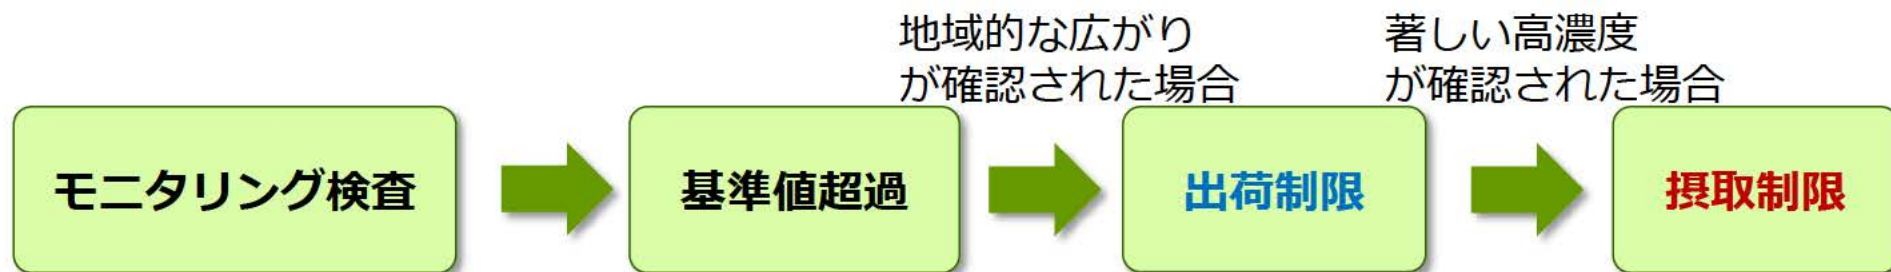 地域的な広がり
が確認された場合
著しい高濃度
が確認された場合
モニタリング検査
基準値超過
出荷制限
摂取制限